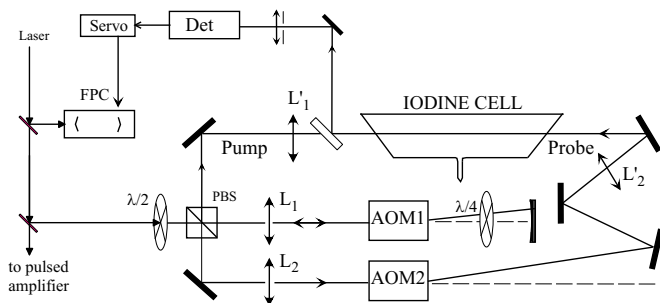 Servo
Det
Laser
FPC
L'₁
IODINE CELL
Pump
Probe
L'₂
λ/2
PBS
L₁
AOM1
λ/4
to pulsed
amplifier
L₂
AOM2